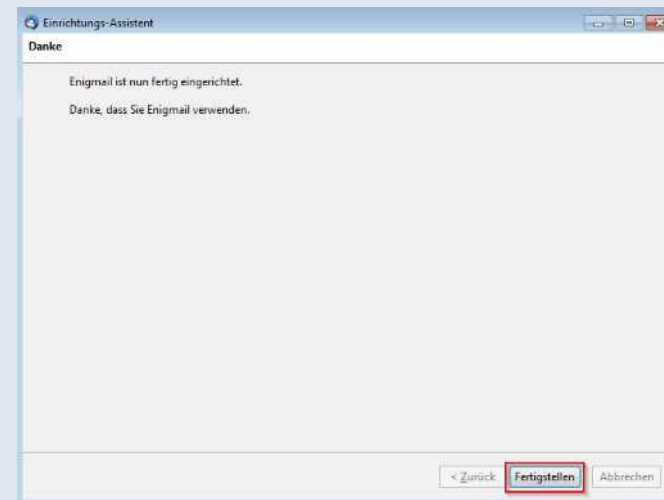 Einrichtungs-Assistent
Danke
Enigmail ist nun fertig eingerichtet.
Danke, dass Sie Enigmail verwenden.
< Zurück Fertigstellen Abbrechen